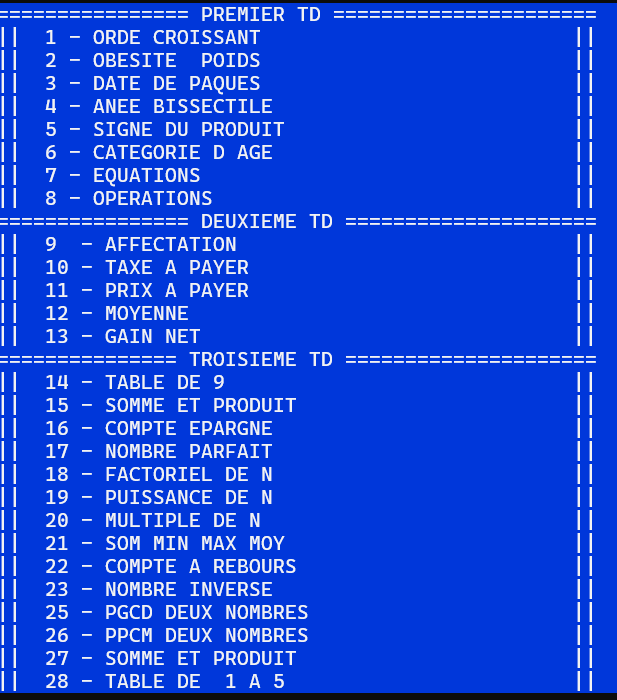 ================ PREMIER TD ======================
||  1 - ORDE CROISSANT                          ||
||  2 - OBESITE  POIDS                          ||
||  3 - DATE DE PAQUES                          ||
||  4 - ANEE BISSECTILE                         ||
||  5 - SIGNE DU PRODUIT                        ||
||  6 - CATEGORIE D AGE                         ||
||  7 - EQUATIONS                               ||
||  8 - OPERATIONS                              ||
================ DEUXIEME TD =====================
||  9  - AFFECTATION                            ||
||  10 - TAXE A PAYER                           ||
||  11 - PRIX A PAYER                           ||
||  12 - MOYENNE                                ||
||  13 - GAIN NET                               ||
=============== TROISIEME TD =====================
||  14 - TABLE DE 9                             ||
||  15 - SOMME ET PRODUIT                       ||
||  16 - COMPTE EPARGNE                         ||
||  17 - NOMBRE PARFAIT                         ||
||  18 - FACTORIEL DE N                         ||
||  19 - PUISSANCE DE N                         ||
||  20 - MULTIPLE DE N                          ||
||  21 - SOM MIN MAX MOY                        ||
||  22 - COMPTE A REBOURS                       ||
||  23 - NOMBRE INVERSE                         ||
||  25 - PGCD DEUX NOMBRES                      ||
||  26 - PPCM DEUX NOMBRES                      ||
||  27 - SOMME ET PRODUIT                       ||
||  28 - TABLE DE  1 A 5                        ||